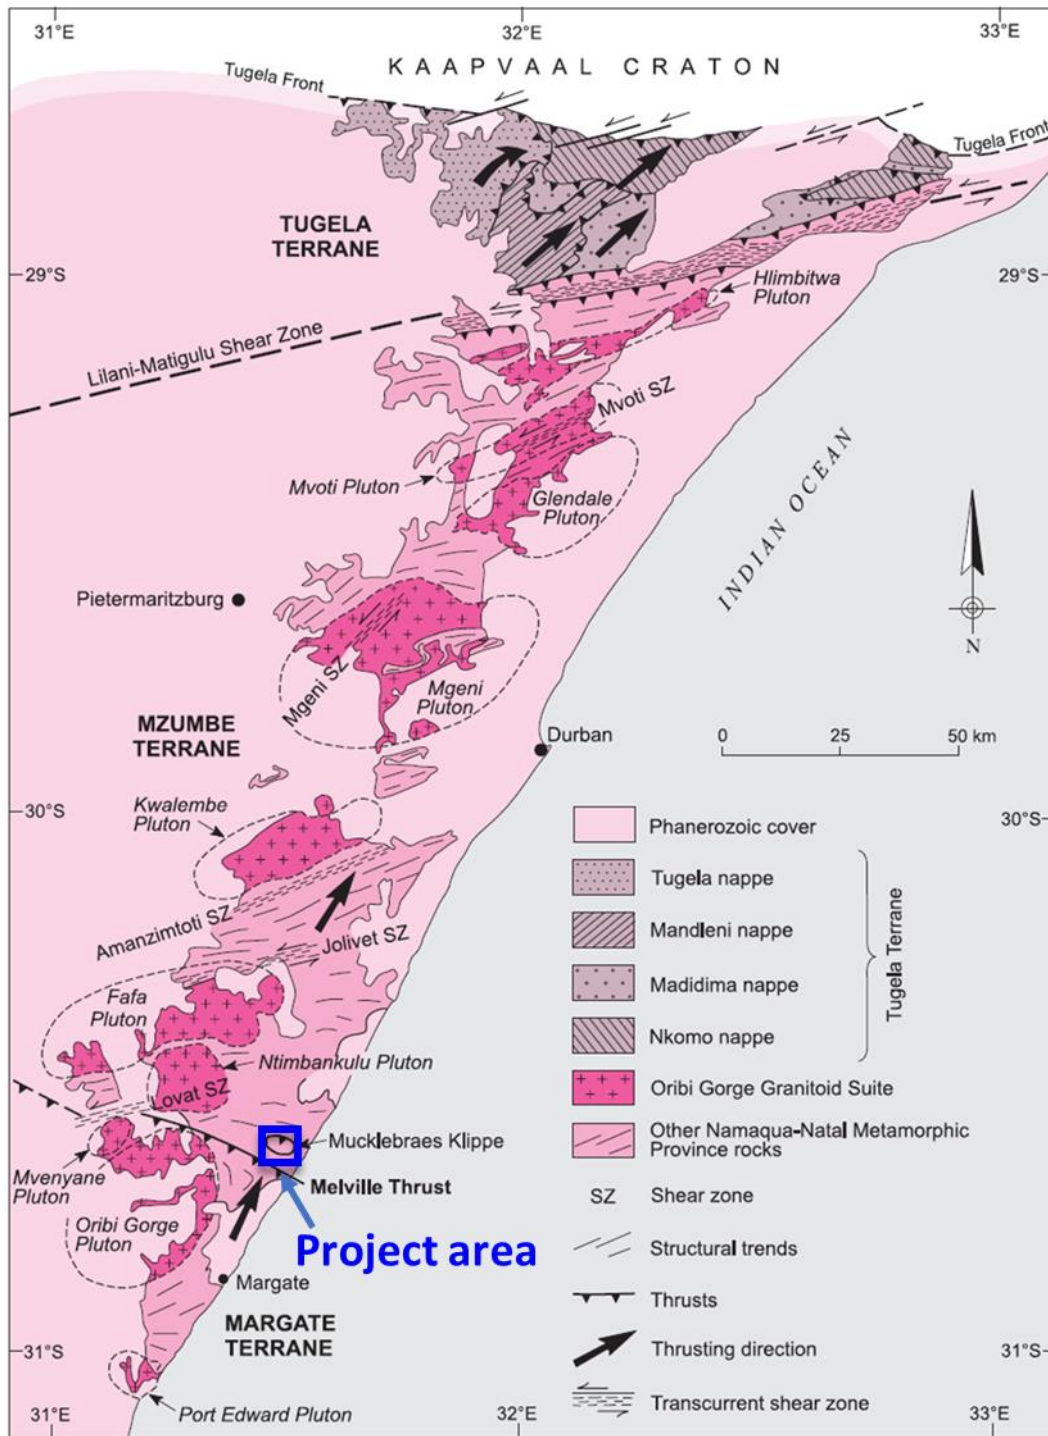 31°E
32°E
33°E
KAAPVAAL CRATON
Tugela Front
Tugela Front
TUGELA
TERRANE
29°S
29°S
Hlimbitwa
Pluton
Lilani-Matigulu Shear Zone
Mvoti SZ
Mvoti Pluton
Glendale
Pluton
INDIAN OCEAN
Pietermaritzburg
N
Mgeni SZ
Mgeni
Pluton
MZUMBE
TERRANE
Durban
0 25 50 km
Kwalembe
Pluton
30°S
30°S
Phanerozoic cover
Tugela nappe
Mandleni nappe
Madidima nappe
Nkomo nappe
Tugela Terrane
Amanzimtoti SZ
Jolivet SZ
Fafa
Pluton
Ntimbankulu Pluton
ovat SZ
Oribi Gorge Granitoid Suite
Other Namaqua-Natal Metamorphic
Province rocks
Mucklebraes Klippe
Mvenyane
Pluton
Melville Thrust
SZ Shear zone
Oribi Gorge
Pluton
Project area
Structural trends
Margate
Thrusts
MARGATE
TERRANE
Thrusting direction
31°S
31°S
Transcurrent shear zone
Port Edward Pluton
31°E
32°E
33°E